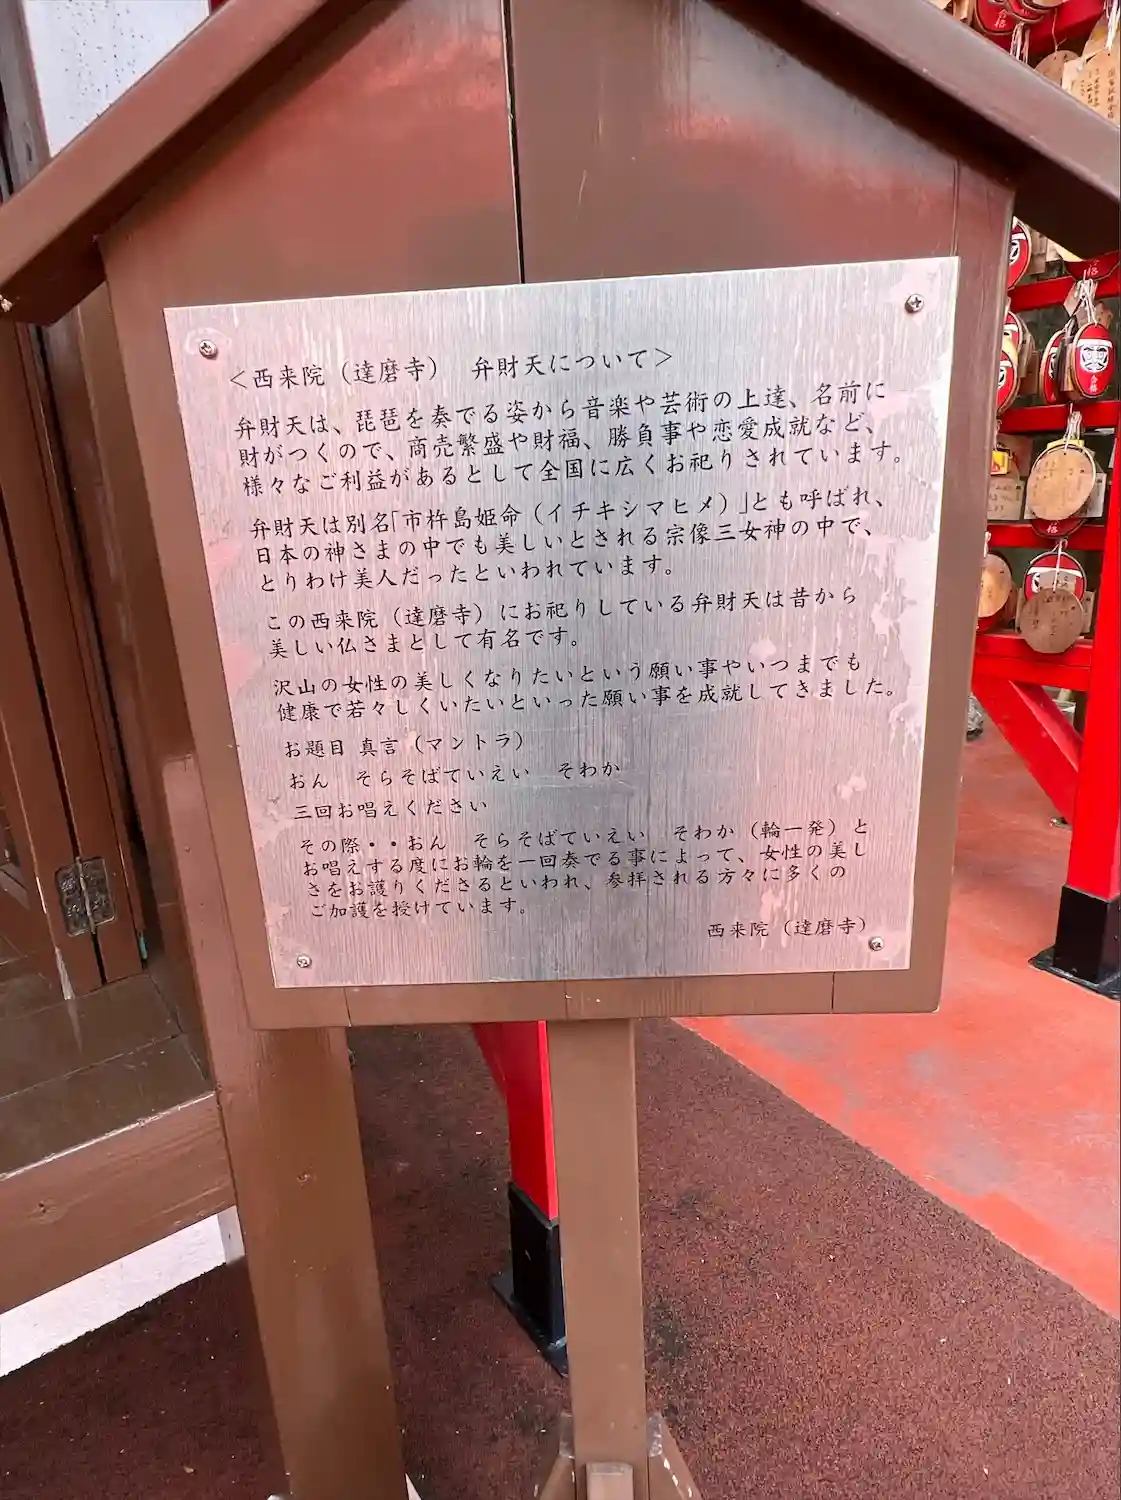 <西来院（達磨寺）　弁財天について>
弁財天は、琵琶を奏でる姿から音楽や芸術の上達、名前に
財がつくので、商売繁盛や財福、勝負事や恋愛成就など、
様々なご利益があるとして全国に広くお祀りされています。
弁財天は別名「市杵島姫命（イチキシマヒメ）」とも呼ばれ、
日本の神さまの中でも美しいとされる宗像三女神の中で、
とりわけ美人だったといわれています。
この西来院（達磨寺）にお祀りしている弁財天は昔から
美しい仏さまとして有名です。
沢山の女性の美しくなりたいという願い事やいつまでも
健康で若々しくいたいといった願い事を成就してきました。
お題目 真言（マントラ）
おん　そらそばていえい　そわか
三回お唱えください
その際・・おん　そらそばていえい　そわか（輪一発）と
お唱えする度にお輪を一回奏でる事によって、女性の美し
さをお護りくださるといわれ、参拝される方々に多くの
ご加護を授けています。
西来院（達磨寺）
合格
合格
合格